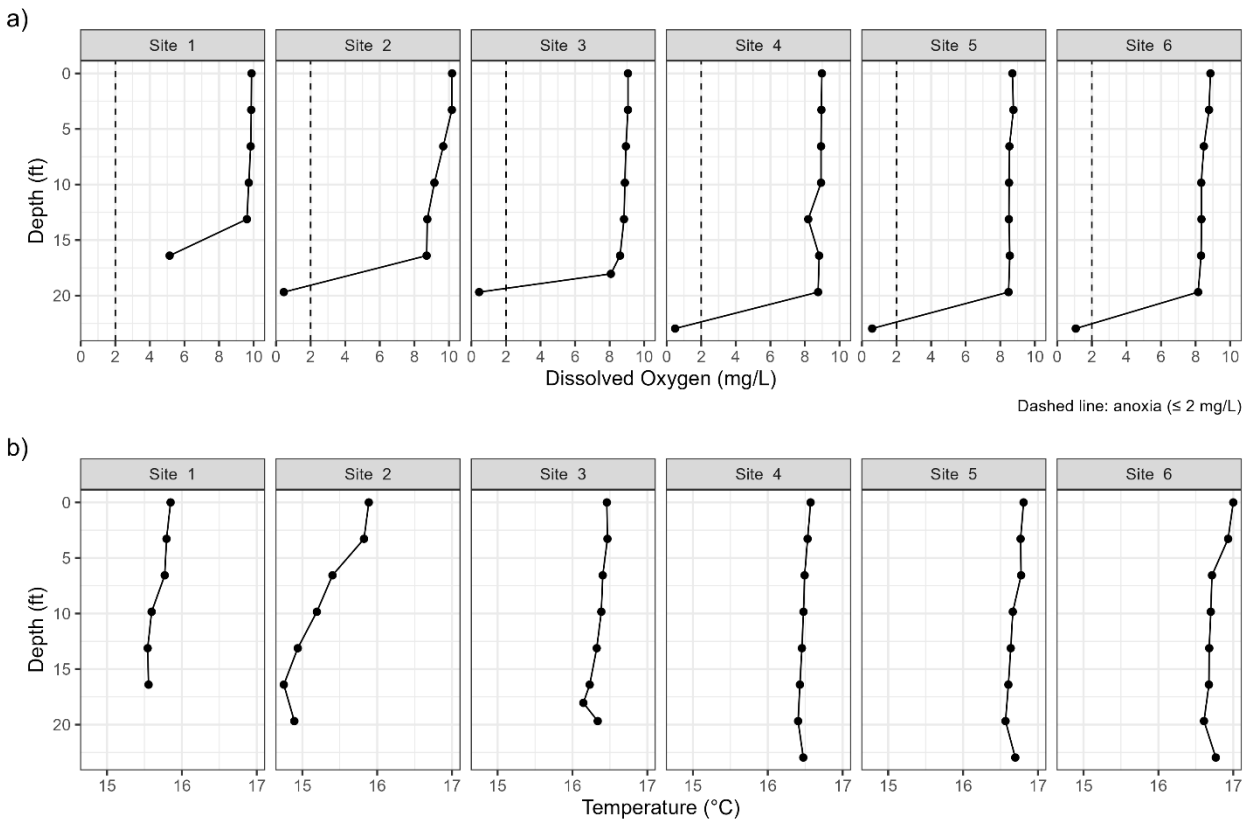 a)
Site 1 Site 2 Site 3 Site 4 Site 5 Site 6
0
5
10
15
20
Depth (ft)
0 2 4 6 8 10 0 2 4 6 8 10 0 2 4 6 8 10 0 2 4 6 8 10 0 2 4 6 8 10 0 2 4 6 8 10
Dissolved Oxygen (mg/L)
Dashed line: anoxia (≤ 2 mg/L)
b)
Site 1 Site 2 Site 3 Site 4 Site 5 Site 6
0
5
10
15
20
Depth (ft)
15 16 17 15 16 17 15 16 17 15 16 17 15 16 17 15 16 17
Temperature (°C)